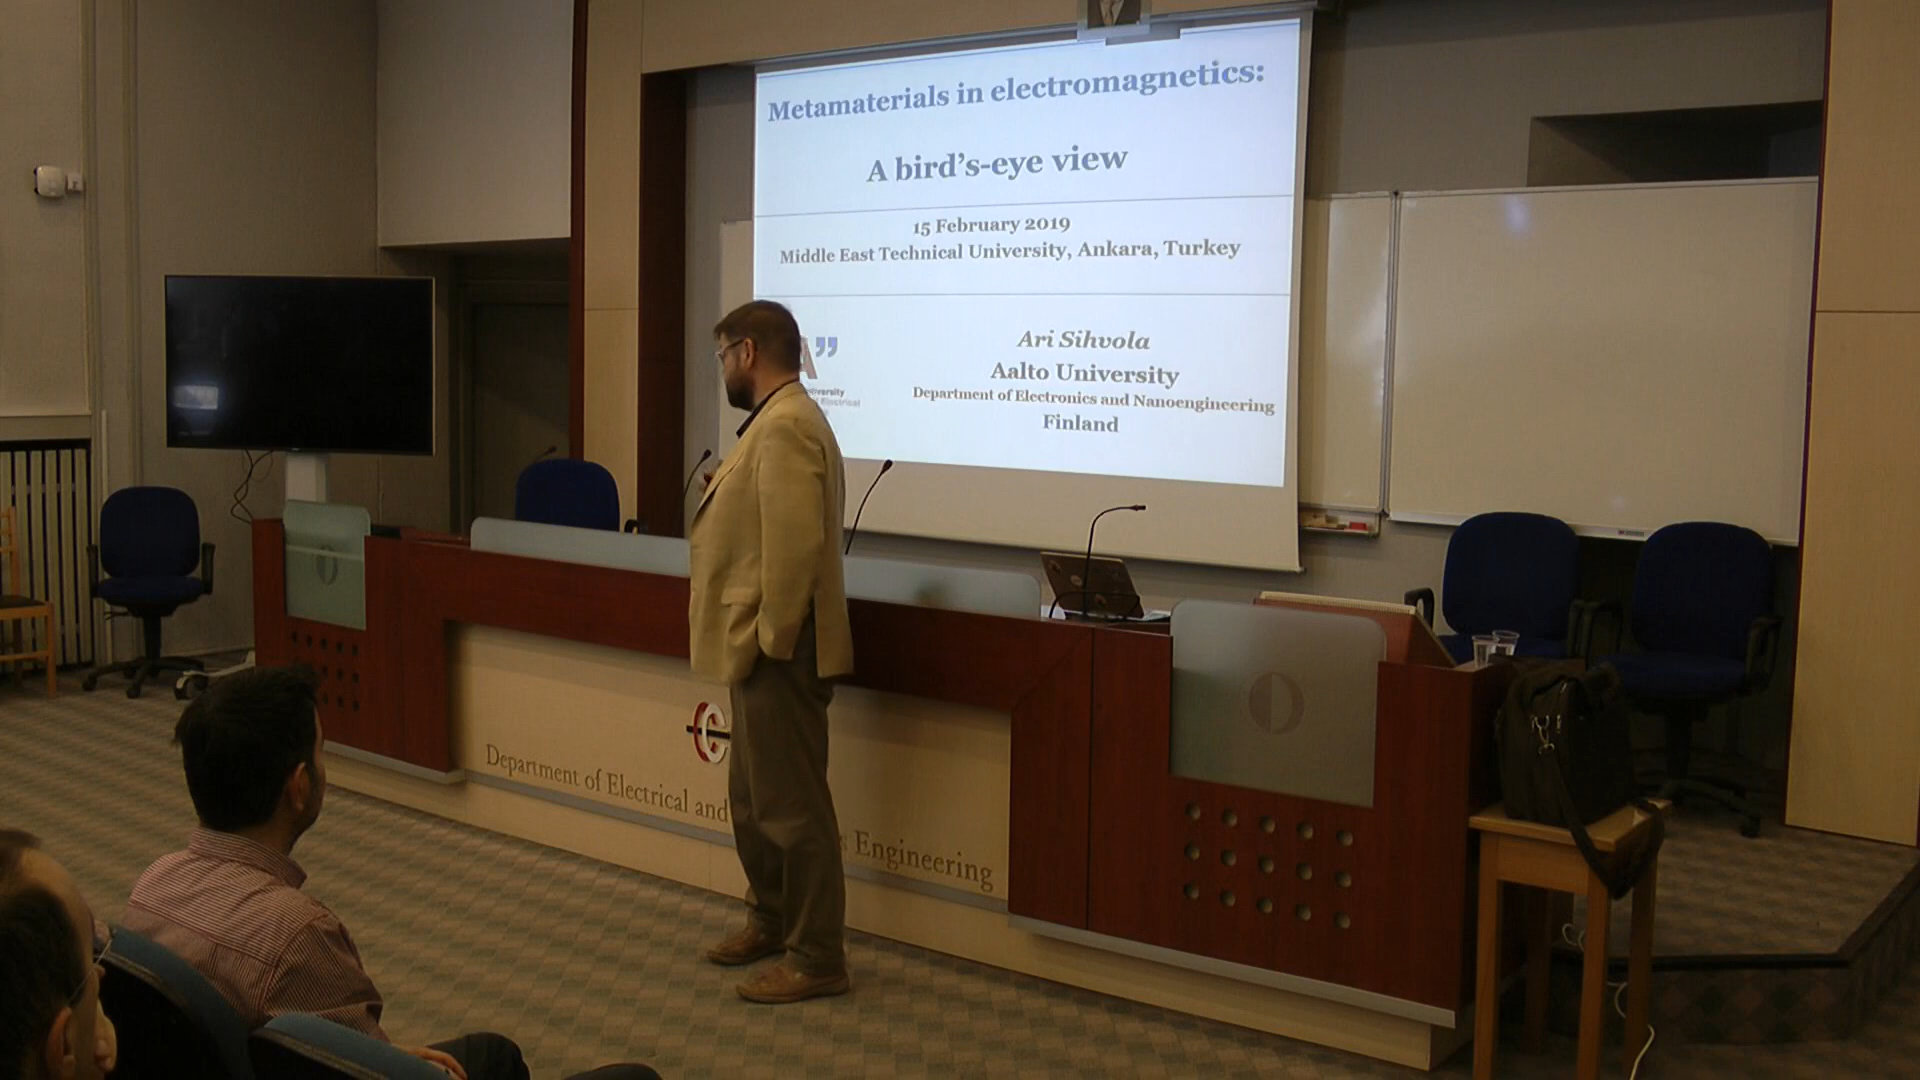 Metamaterials in electromagnetics:
A bird's-eye view
15 February 2019
Middle East Technical University, Ankara, Turkey
Ari Sihvola
Aalto University
Department of Electronics and Nanoengineering
Finland
A"
Electrical
Department of Electrical and
Engineering